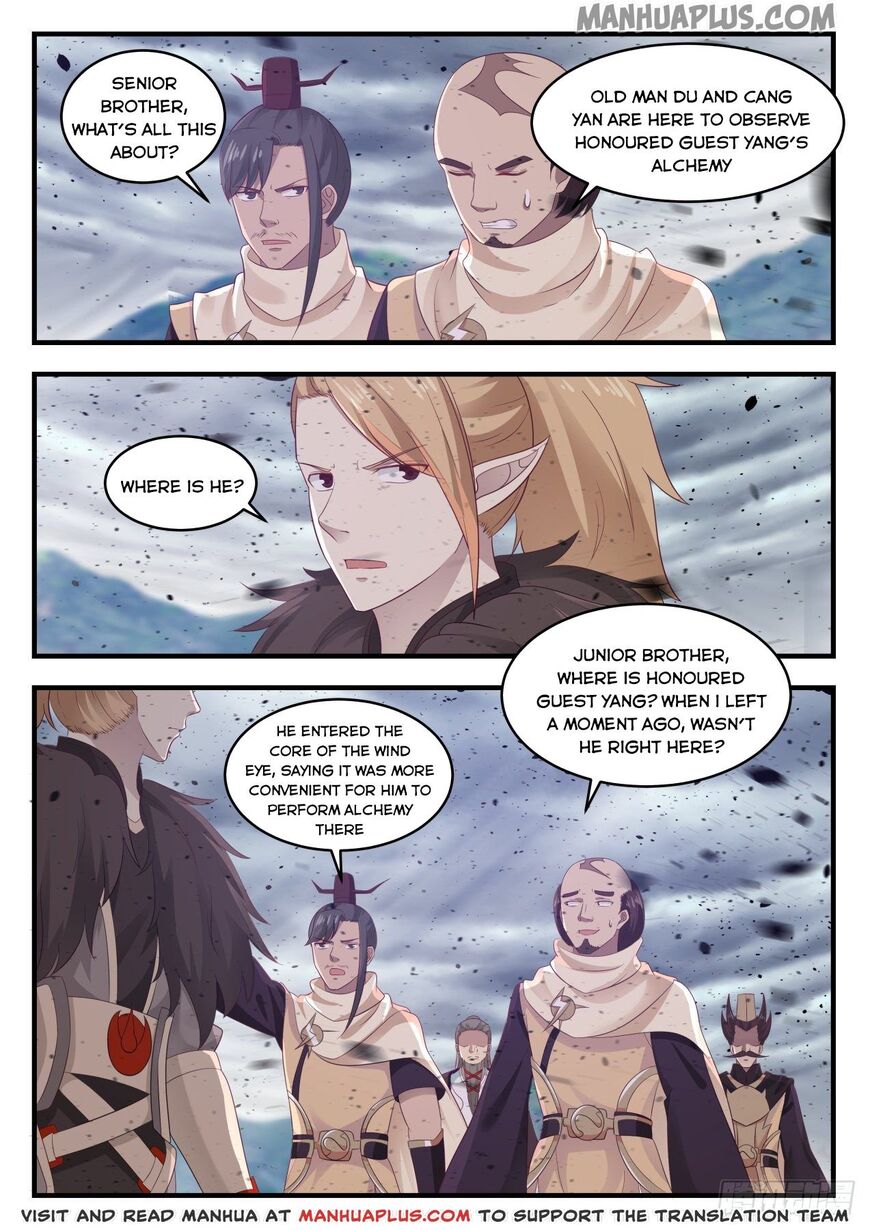 MANHUAPLUS.COM
SENIOR
BROTHER,
WHAT'S ALL THIS
ABOUT?
OLD MAN DU AND CANG
YAN ARE HERE TO OBSERVE
HONOURED GUEST YANG'S
ALCHEMY
WHERE IS HE?
JUNIOR BROTHER,
WHERE IS HONOURED
GUEST YANG? WHEN I LEFT
A MOMENT AGO, WASN'T
HE RIGHT HERE?
HE ENTERED THE
CORE OF THE WIND
EYE, SAYING IT WAS MORE
CONVENIENT FOR HIM TO
PERFORM ALCHEMY
THERE
VISIT AND READ MANHUA AT MANHUAPLUS.COM TO SUPPORT THE TRANSLATION TEAM